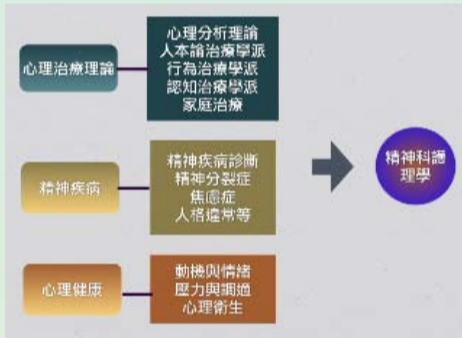 心理治療理論
心理分析理論
人本論治療學派
行為治療學派
認知治療學派
家庭治療
精神疾病
精神疾病診斷
精神分裂症
焦慮症
人格違常等
心理健康
動機與情緒
壓力與調適
心理衛生
精神科護
理學